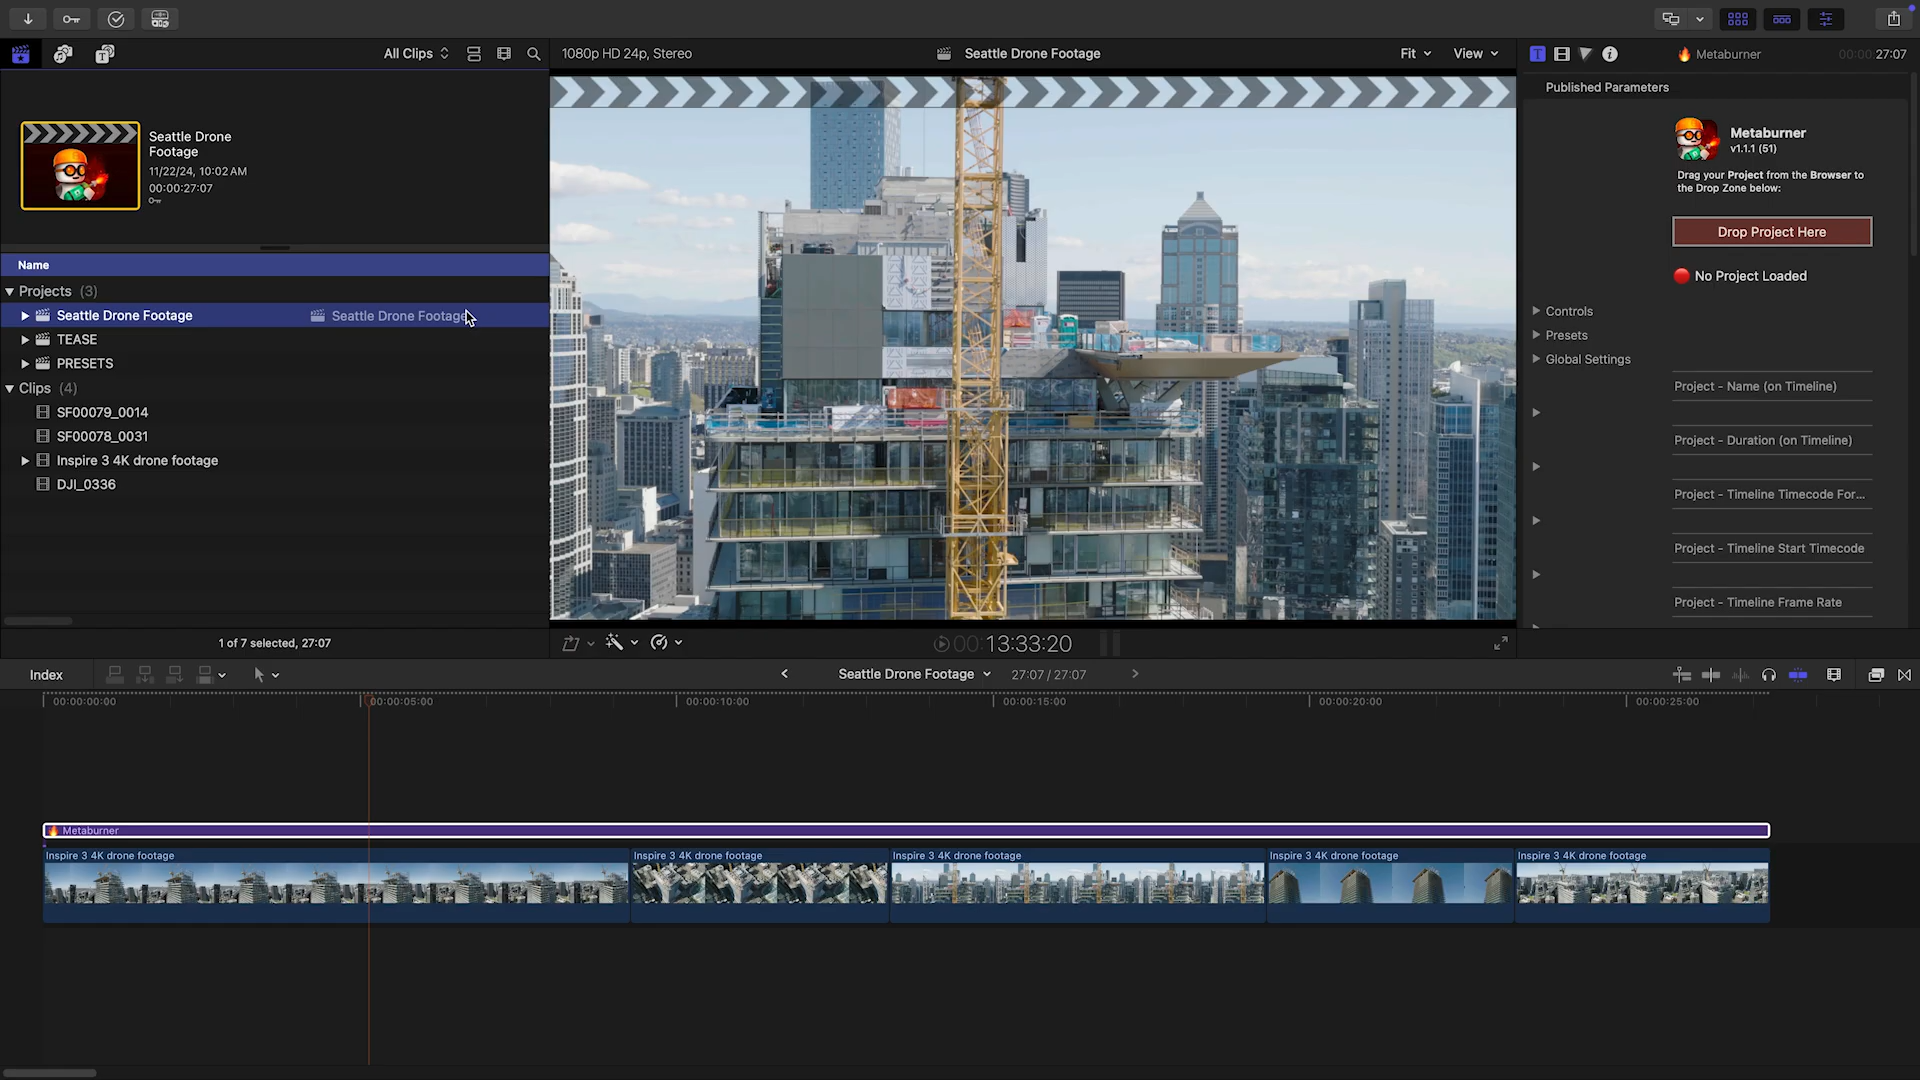 All Clips
1080p HD 24p, Stereo
Seattle Drone Footage
Fit
View
Metaburner
00:00:27:07
Published Parameters
Seattle Drone
Footage
11/22/24, 10:02 AM
00:00:27:07
Metaburner
v1.1.1 (51)
Drag your Project from the Browser to
the Drop Zone below:
Drop Project Here
No Project Loaded
Name
Projects (3)
Seattle Drone Footage
Seattle Drone Footage
TEASE
PRESETS
Clips (4)
SF00079_0014
SF00078_0031
Inspire 3 4K drone footage
DJI_0336
Controls
Presets
Global Settings
Project - Name (on Timeline)
Project - Duration (on Timeline)
Project - Timeline Timecode For...
Project - Timeline Start Timecode
Project - Timeline Frame Rate
1 of 7 selected, 27:07
00:13:33:20
Index
Seattle Drone Footage
27:07 / 27:07
00:00:00:00
00:00:05:00
00:00:10:00
00:00:15:00
00:00:20:00
00:00:25:00
Metaburner
Inspire 3 4K drone footage
Inspire 3 4K drone footage
Inspire 3 4K drone footage
Inspire 3 4K drone footage
Inspire 3 4K drone footage